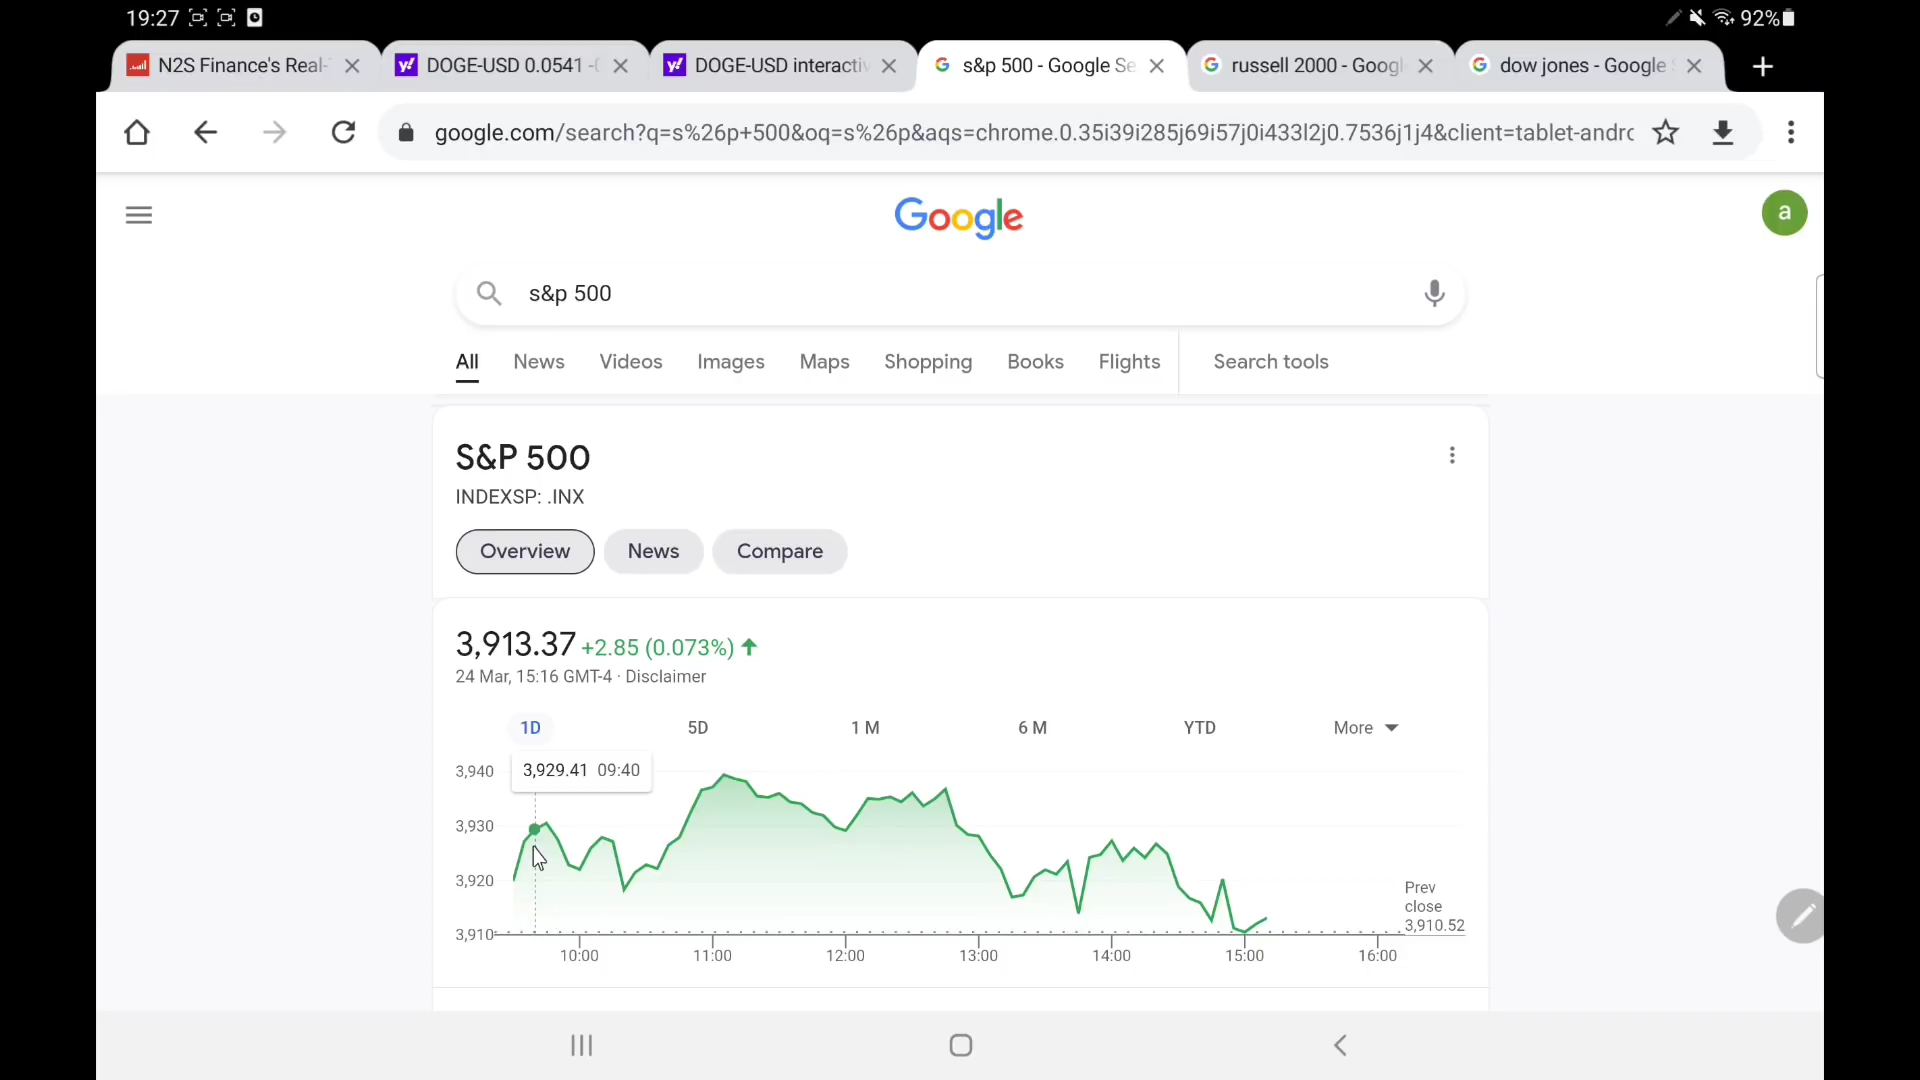 19:27
92%
N2S Finance's Real-
DOGE-USD 0.0541 -
DOGE-USD interactiv
s&p 500 - Google Se
russell 2000 - Googl
dow jones - Google
google.com/search?q=s%26p+500&oq=s%26p&aqs=chrome.0.35i39i285j69i57j0i433l2j0.7536j1j4&client=tablet-andro
Google
a
s&p 500
All News Videos Images Maps Shopping Books Flights Search tools
S&P 500
INDEXSP: .INX
Overview News Compare
3,913.37 +2.85 (0.073%)
24 Mar, 15:16 GMT-4 · Disclaimer
1D 5D 1 M 6 M YTD More
3,929.41 09:40
3,940
3,930
3,920
3,910
Prev
close
3,910.52
10:00 11:00 12:00 13:00 14:00 15:00 16:00